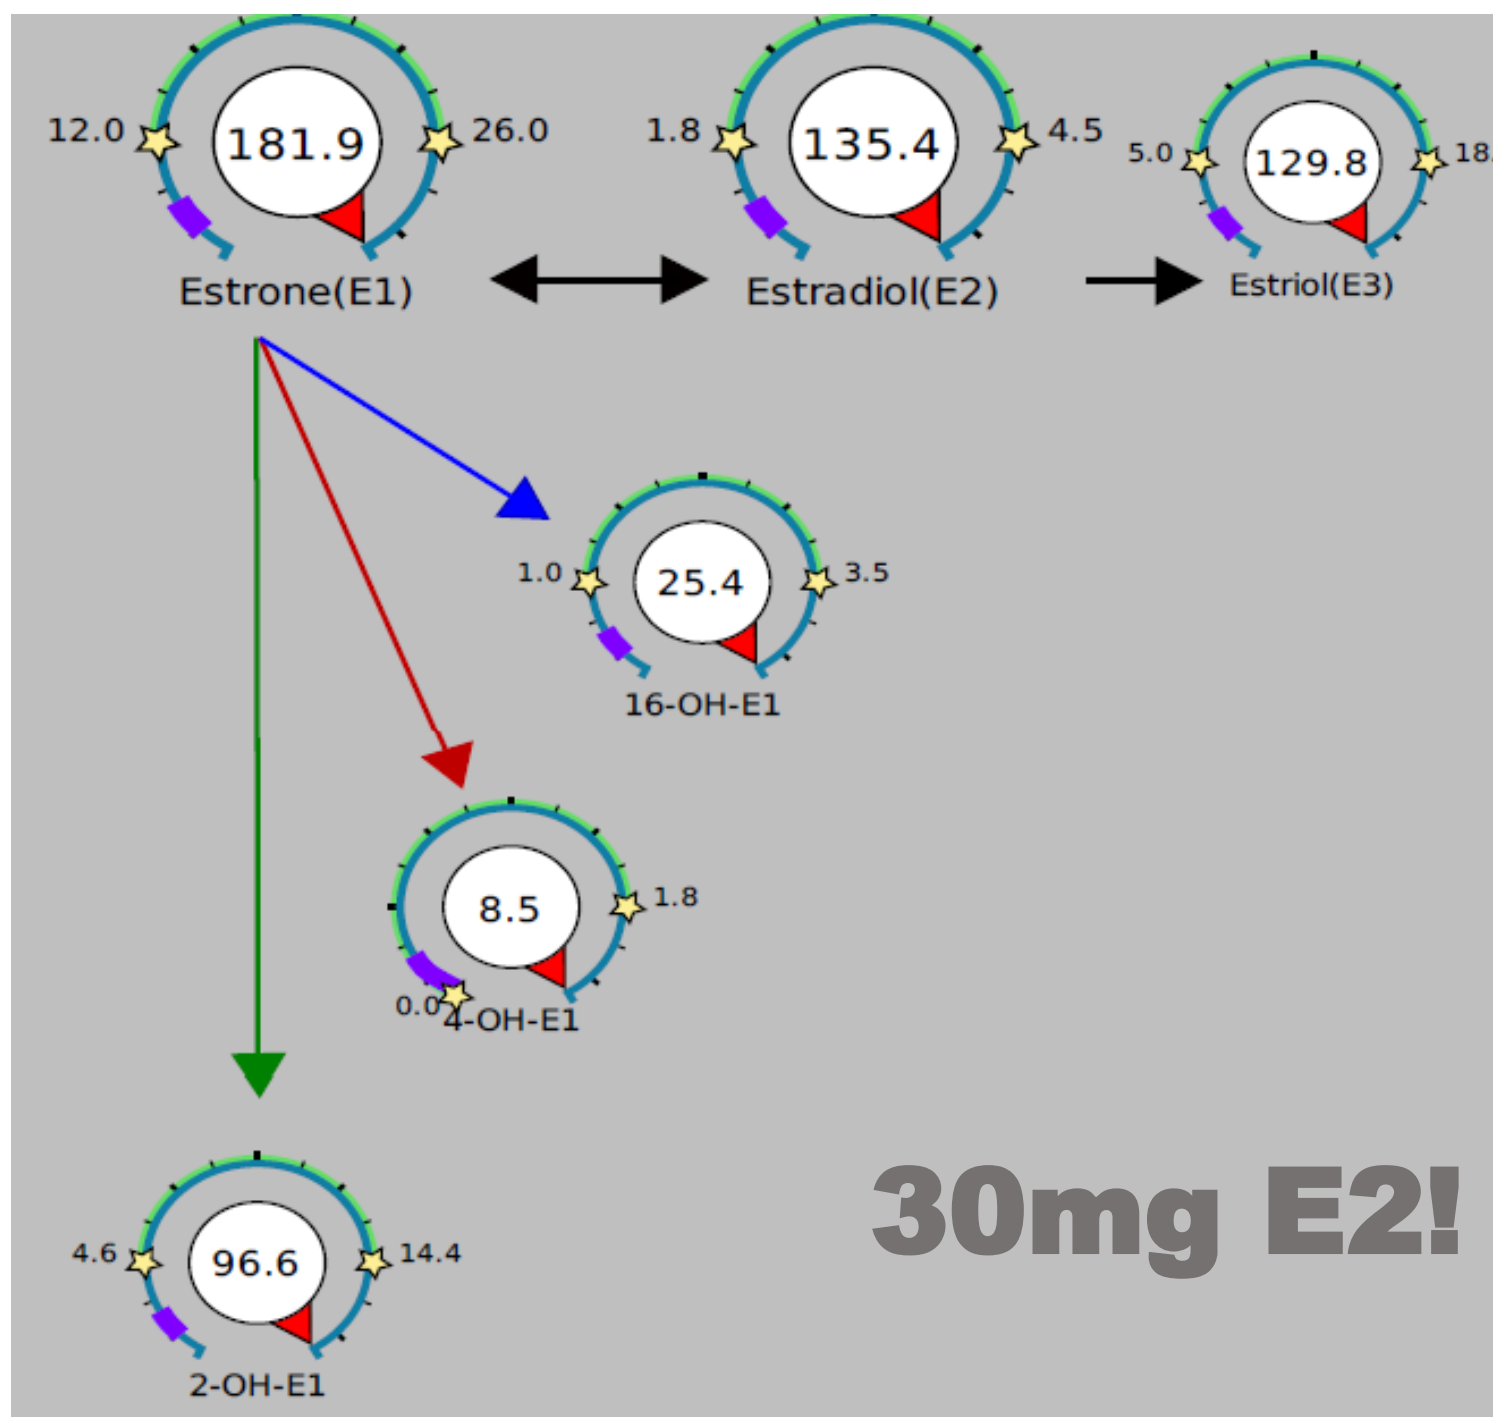 12.0 181.9 26.0
Estrone(E1)
1.8 135.4 4.5
Estradiol(E2)
5.0 129.8 18.
Estriol(E3)
1.0 25.4 3.5
16-OH-E1
8.5 1.8
0.0
4-OH-E1
4.6 96.6 14.4
2-OH-E1
30mg E2!